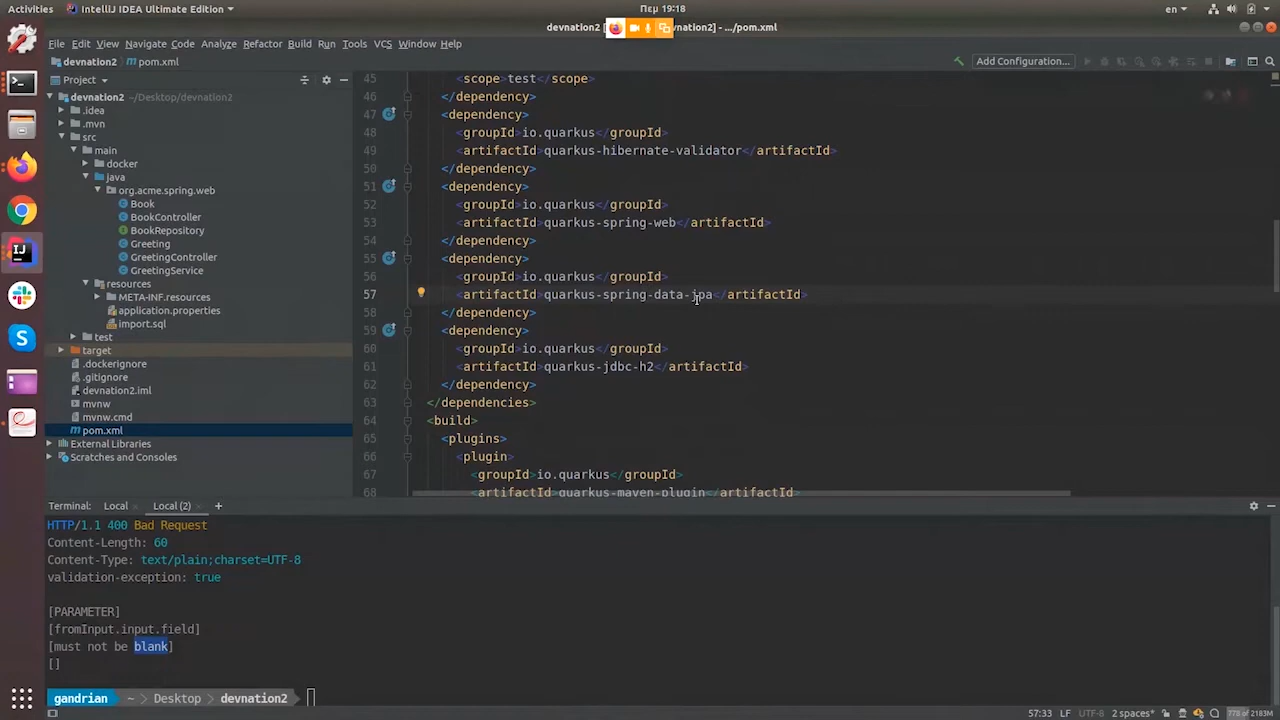 Activities
IntelliJ IDEA Ultimate Edition
Πεμ 19:18
en
devnation2 [
evnation2] - .../pom.xml
File Edit View Navigate Code Analyze Refactor Build Run Tools VCS Window Help
devnation2
pom.xml
Add Configuration...
Project
devnation2 ~/Desktop/devnation2
.idea
.mvn
src
main
docker
java
org.acme.spring.web
Book
BookController
BookRepository
Greeting
GreetingController
GreetingService
resources
META-INF.resources
application.properties
import.sql
test
target
.dockerignore
.gitignore
devnation2.iml
mvnw
mvnw.cmd
pom.xml
External Libraries
Scratches and Consoles
45 <scope>test</scope>
46 </dependency>
47 <dependency>
48 <groupId>io.quarkus</groupId>
49 <artifactId>quarkus-hibernate-validator</artifactId>
50 </dependency>
51 <dependency>
52 <groupId>io.quarkus</groupId>
53 <artifactId>quarkus-spring-web</artifactId>
54 </dependency>
55 <dependency>
56 <groupId>io.quarkus</groupId>
57 <artifactId>quarkus-spring-data-jpa</artifactId>
58 </dependency>
59 <dependency>
60 <groupId>io.quarkus</groupId>
61 <artifactId>quarkus-jdbc-h2</artifactId>
62 </dependency>
63 </dependencies>
64 <build>
65 <plugins>
66 <plugin>
67 <groupId>io.quarkus</groupId>
68 <artifactId>quarkus-maven-plugin</artifactId>
Terminal: Local Local (2) +
HTTP/1.1 400 Bad Request
Content-Length: 60
Content-Type: text/plain;charset=UTF-8
validation-exception: true
[PARAMETER]
[fromInput.input.field]
[must not be blank]
[]
gandrian ~ Desktop devnation2
57:33 LF UTF-8 2 spaces* 778 of 2183M